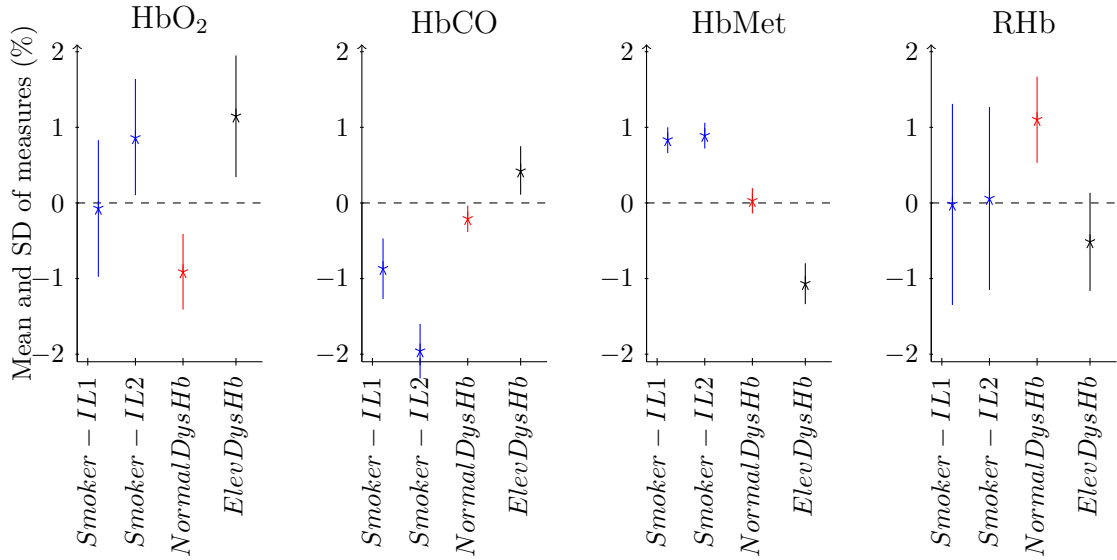 HbO₂
HbCO
HbMet
RHb
Mean and SD of measures (%)
2
1
0
−1
−2
Smoker − IL1
Smoker − IL2
NormalDysHb
ElevDysHb
2
1
0
−1
−2
Smoker − IL1
Smoker − IL2
NormalDysHb
ElevDysHb
2
1
0
−1
−2
Smoker − IL1
Smoker − IL2
NormalDysHb
ElevDysHb
2
1
0
−1
−2
Smoker − IL1
Smoker − IL2
NormalDysHb
ElevDysHb